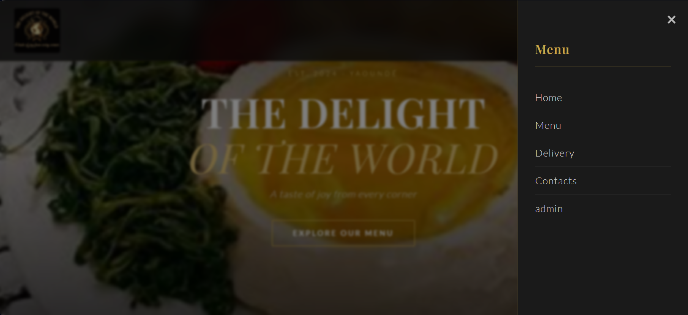 THE DELIGHT
OF THE WORLD
A taste of joy from every corner
EXPLORE OUR MENU
×
Menu
Home
Menu
Delivery
Contacts
admin